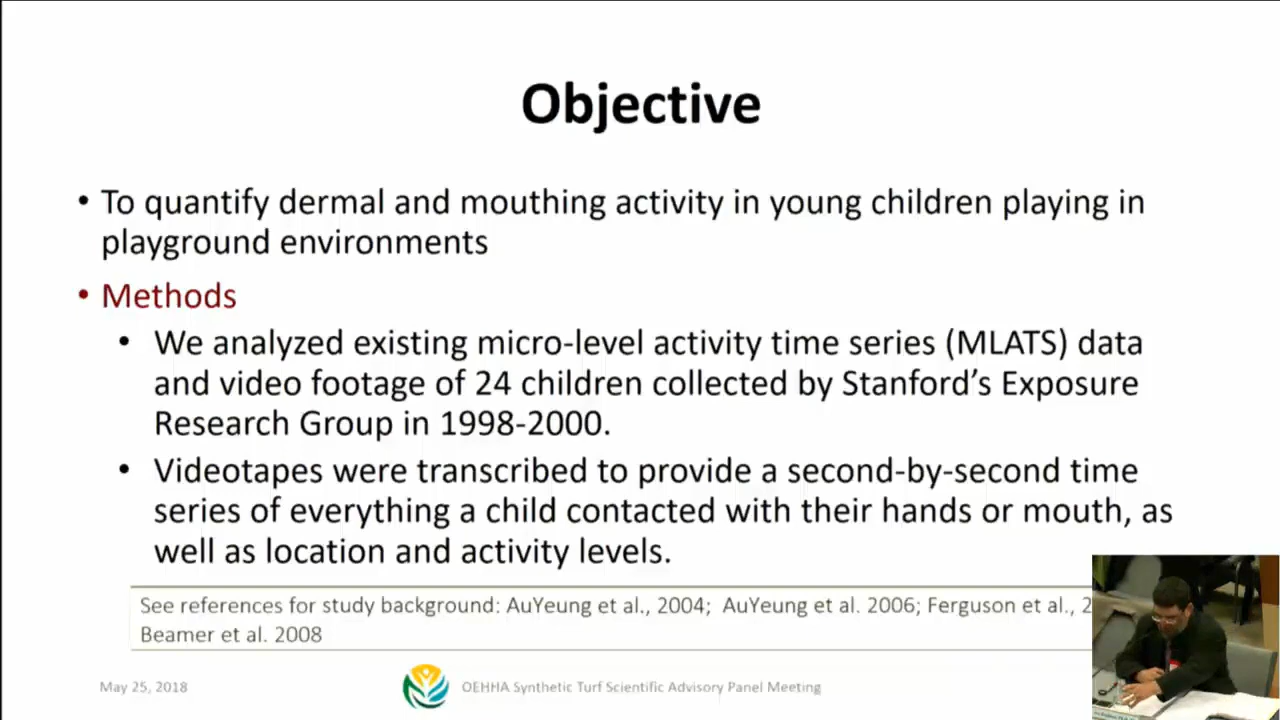 Objective
• To quantify dermal and mouthing activity in young children playing in
playground environments
• Methods
• We analyzed existing micro-level activity time series (MLATS) data
and video footage of 24 children collected by Stanford’s Exposure
Research Group in 1998-2000.
• Videotapes were transcribed to provide a second-by-second time
series of everything a child contacted with their hands or mouth, as
well as location and activity levels.
See references for study background: AuYeung et al., 2004; AuYeung et al. 2006; Ferguson et al.,
Beamer et al. 2008
May 25, 2018
OEHHA Synthetic Turf Scientific Advisory Panel Meeting